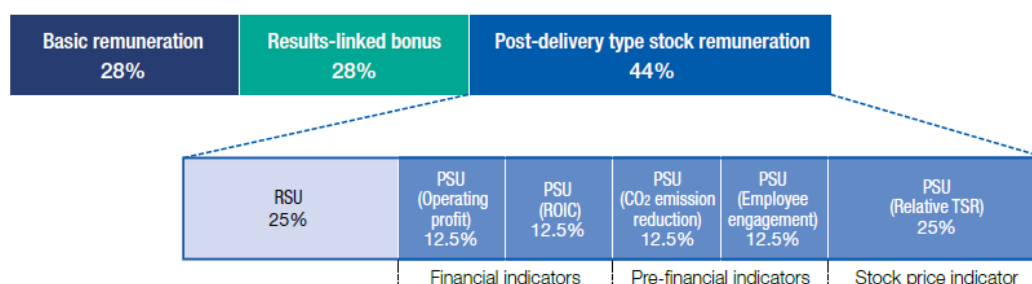 Basic remuneration
28%
Results-linked bonus
28%
Post-delivery type stock remuneration
44%
RSU
25%
PSU
(Operating
profit)
12.5%
PSU
(ROIC)
12.5%
PSU
(CO₂ emission
reduction)
12.5%
PSU
(Employee
engagement)
12.5%
PSU
(Relative TSR)
25%
Financial indicators
Pre-financial indicators
Stock price indicator